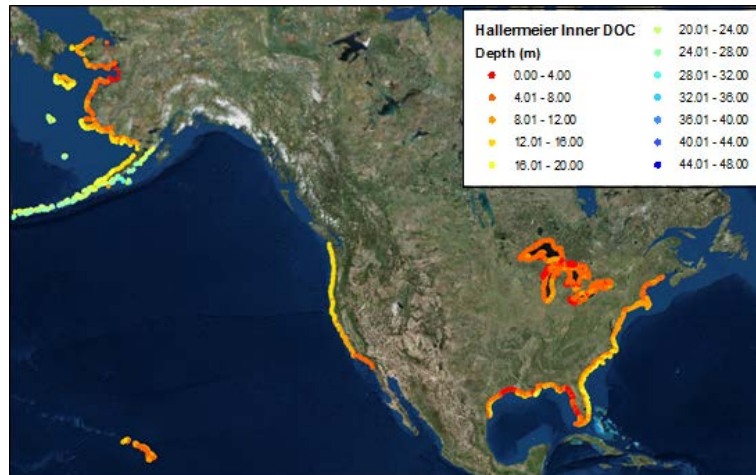 Hallermeier Inner DOC
Depth (m)
0.00 - 4.00
4.01 - 8.00
8.01 - 12.00
12.01 - 16.00
16.01 - 20.00
20.01 - 24.00
24.01 - 28.00
28.01 - 32.00
32.01 - 36.00
36.01 - 40.00
40.01 - 44.00
44.01 - 48.00